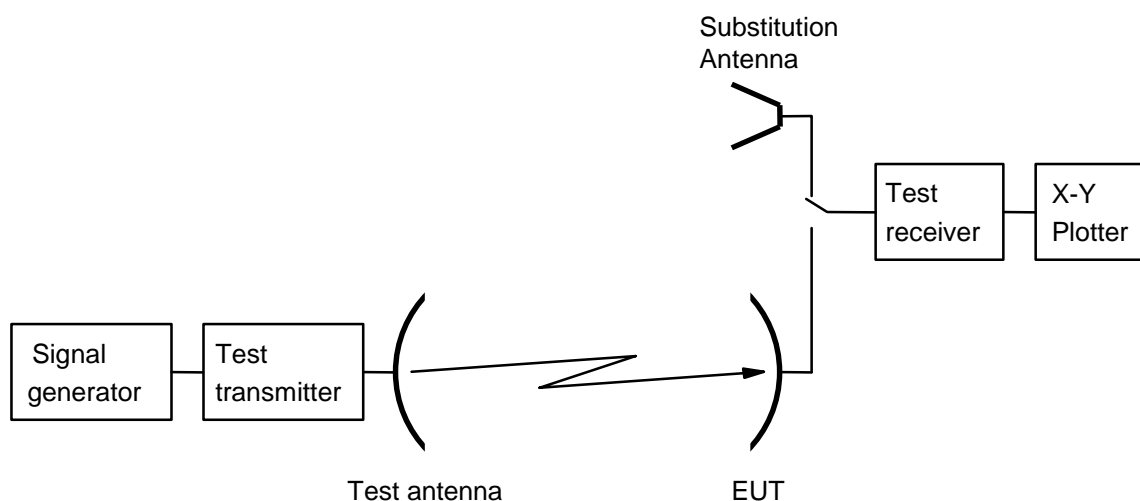 Substitution
Antenna
Test
receiver
X-Y
Plotter
Signal
generator
Test
transmitter
Test antenna
EUT